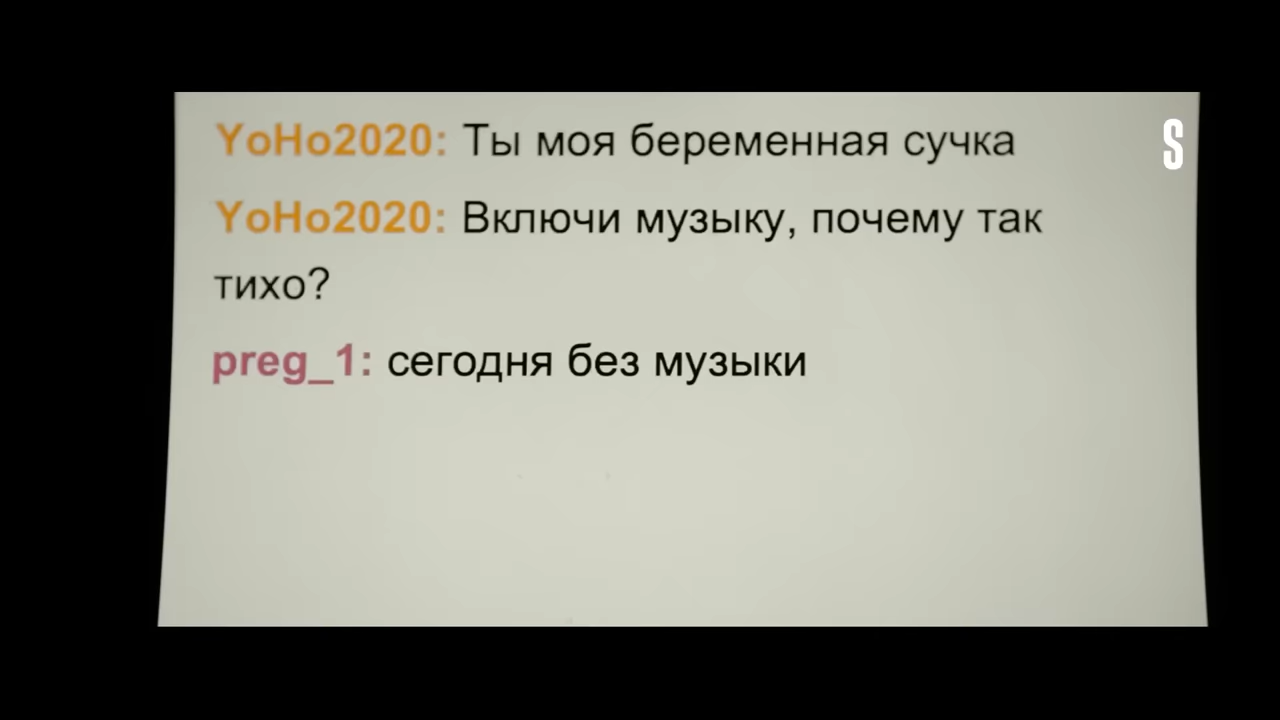 YoHo2020: Ты моя беременная сучка
S
YoHo2020: Включи музыку, почему так
тихо?
preg_1: сегодня без музыки